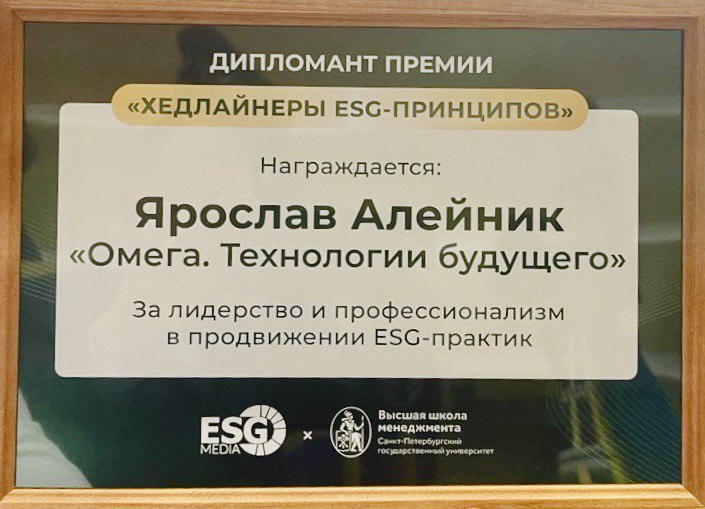 ДИПЛОМАНТ ПРЕМИИ
«ХЕДЛАЙНЕРЫ ESG-ПРИНЦИПОВ»
Награждается:
Ярослав Алейник
«Омега. Технологии будущего»
За лидерство и профессионализм
в продвижении ESG-практик
ESG
MEDIA
x
Высшая школа
менеджмента
Санкт-Петербургский
государственный университет